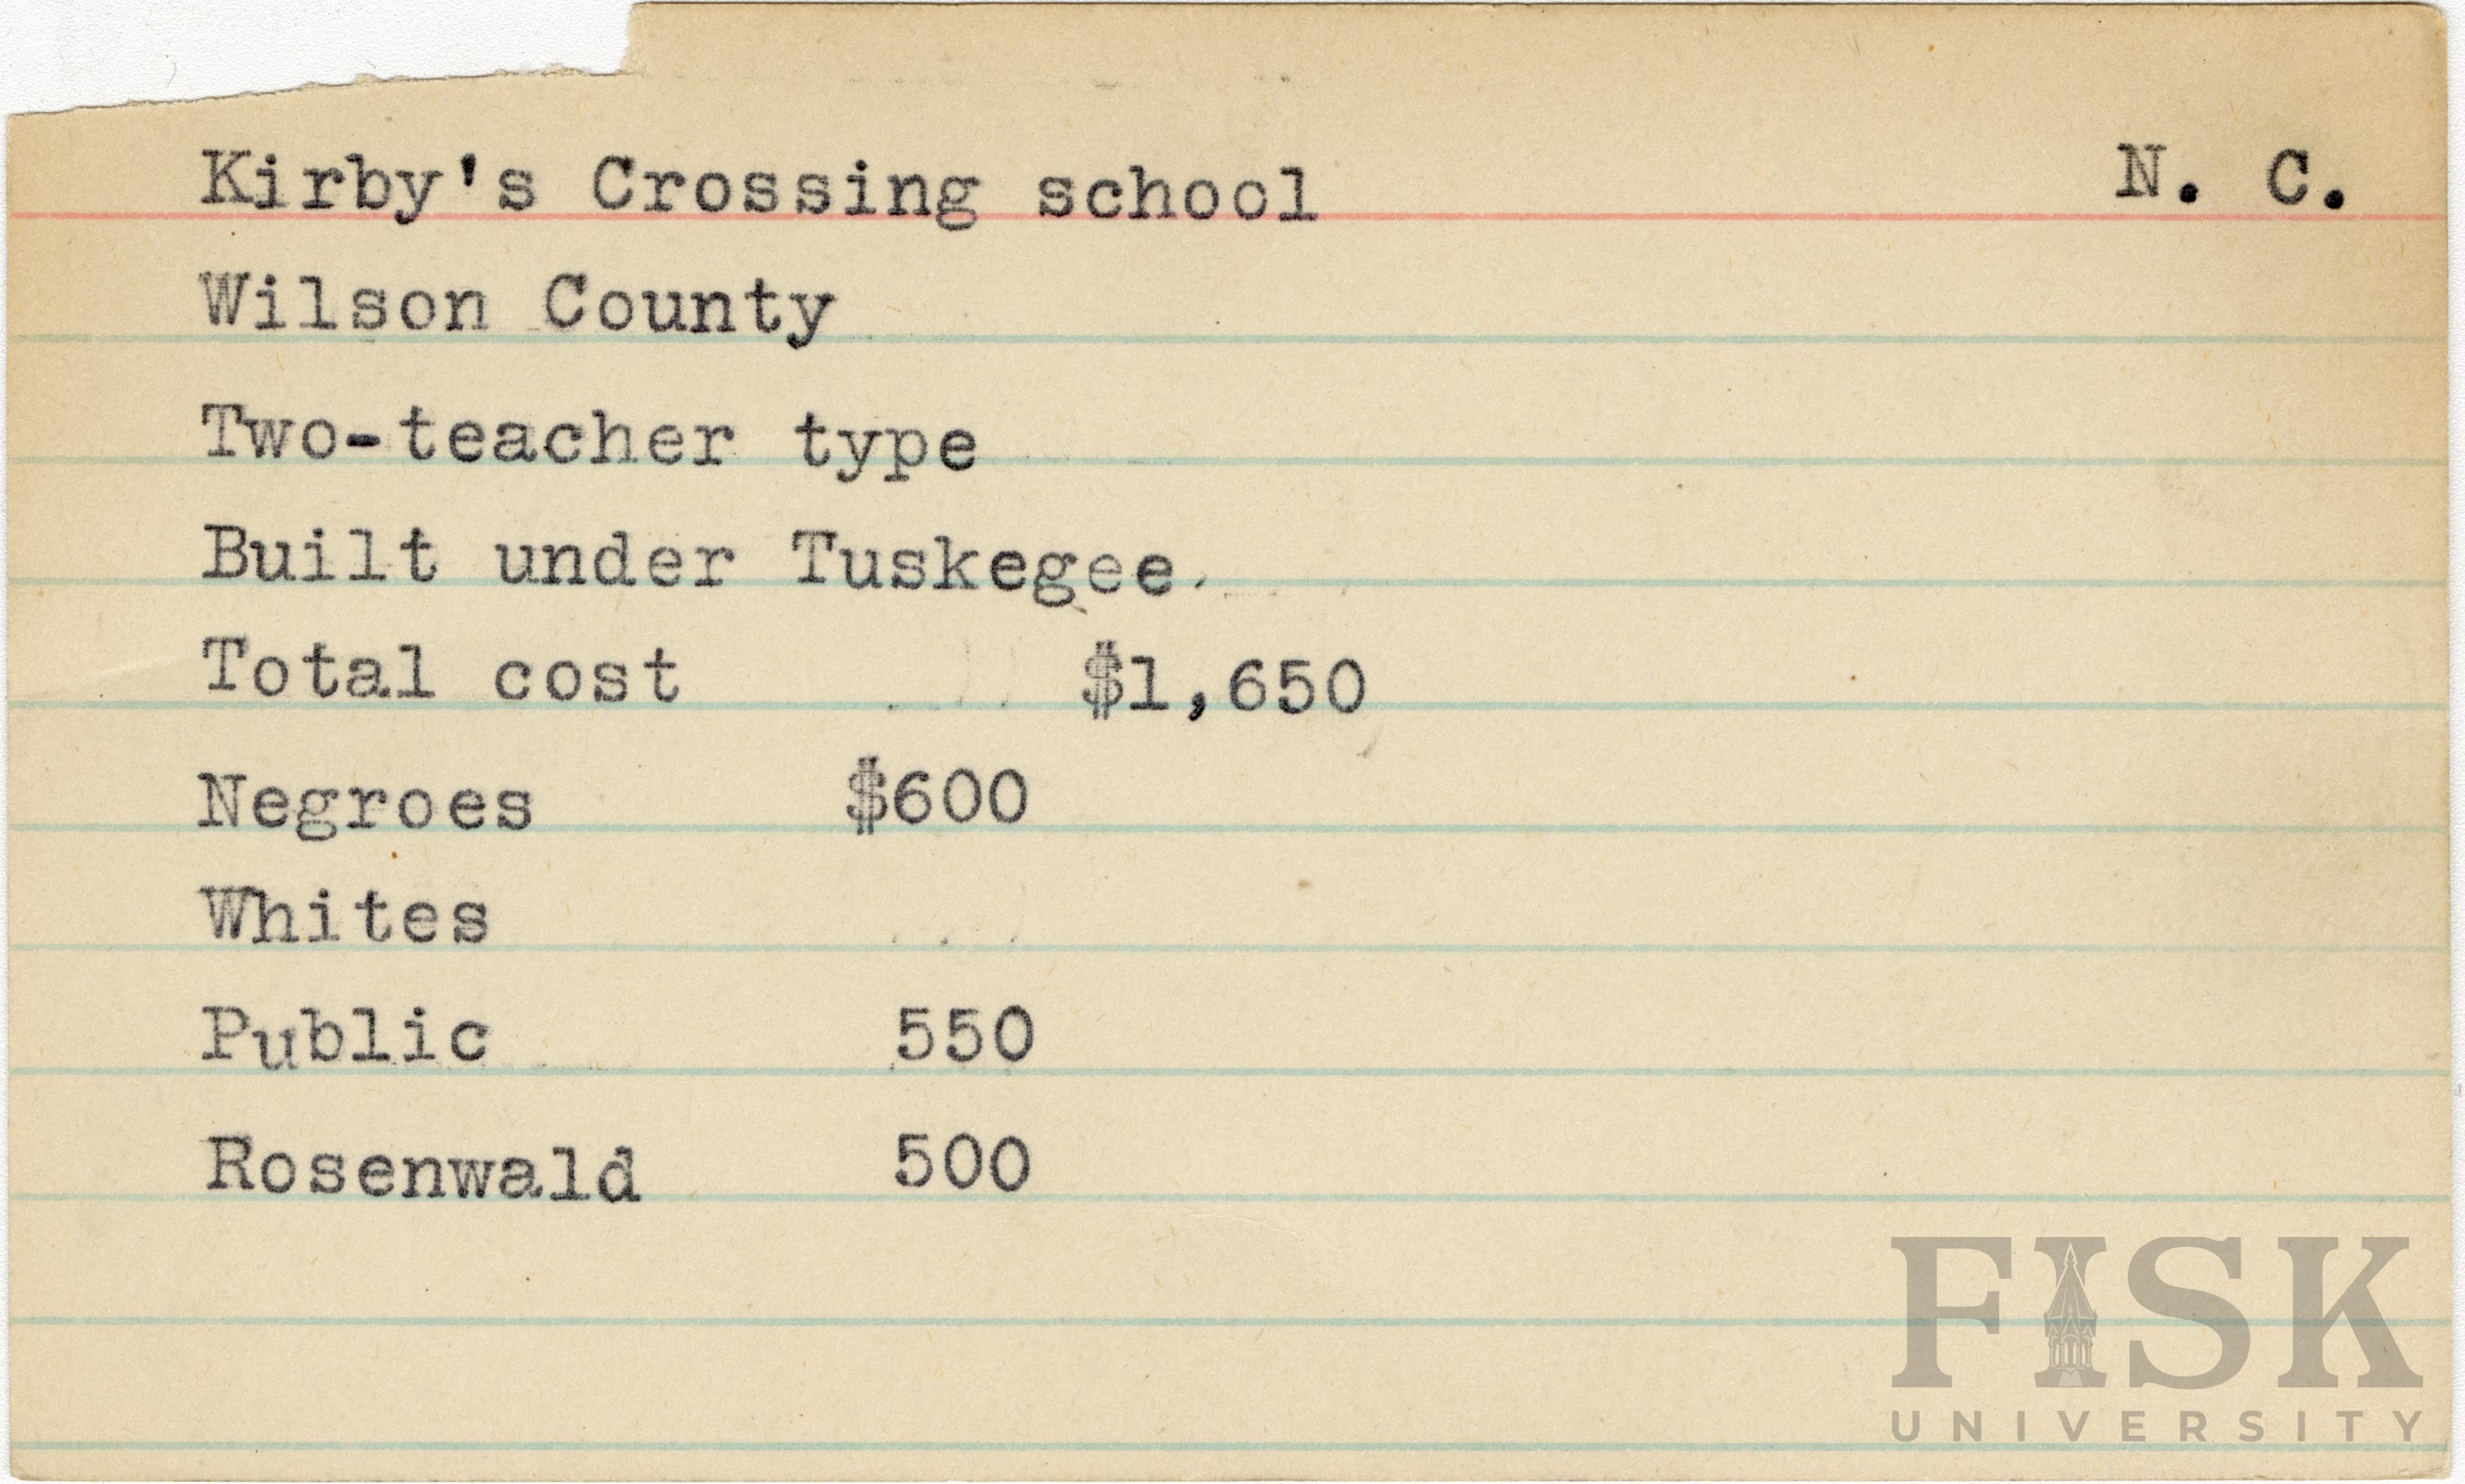 Kirby's Crossing school N. C.
Wilson County
Two-teacher type
Built under Tuskegee.
Total cost $1,650
Negroes $600
Whites
Public 550
Rosenwald 500
FISK
UNIVERSITY